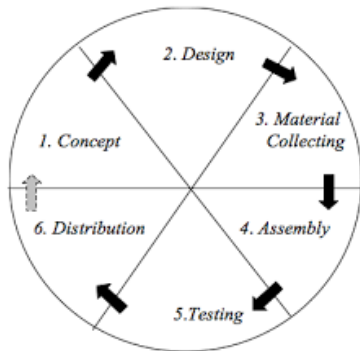 2. Design
3. Material
Collecting
1. Concept
6. Distribution
4. Assembly
5.Testing